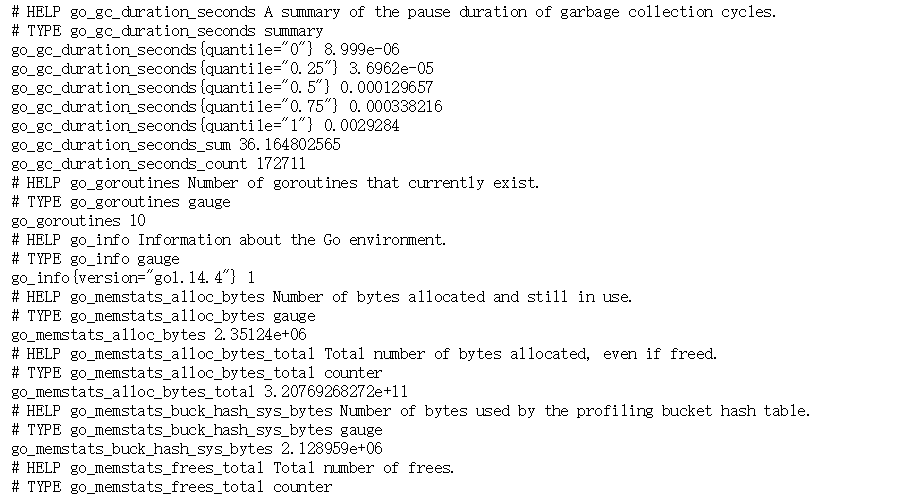 # HELP go_gc_duration_seconds A summary of the pause duration of garbage collection cycles.
# TYPE go_gc_duration_seconds summary
go_gc_duration_seconds{quantile="0"} 8.999e-06
go_gc_duration_seconds{quantile="0.25"} 3.6962e-05
go_gc_duration_seconds{quantile="0.5"} 0.000129657
go_gc_duration_seconds{quantile="0.75"} 0.000338216
go_gc_duration_seconds{quantile="1"} 0.0029284
go_gc_duration_seconds_sum 36.164802565
go_gc_duration_seconds_count 172711
# HELP go_goroutines Number of goroutines that currently exist.
# TYPE go_goroutines gauge
go_goroutines 10
# HELP go_info Information about the Go environment.
# TYPE go_info gauge
go_info{version="go1.14.4"} 1
# HELP go_memstats_alloc_bytes Number of bytes allocated and still in use.
# TYPE go_memstats_alloc_bytes gauge
go_memstats_alloc_bytes 2.35124e+06
# HELP go_memstats_alloc_bytes_total Total number of bytes allocated, even if freed.
# TYPE go_memstats_alloc_bytes_total counter
go_memstats_alloc_bytes_total 3.20769268272e+11
# HELP go_memstats_buck_hash_sys_bytes Number of bytes used by the profiling bucket hash table.
# TYPE go_memstats_buck_hash_sys_bytes gauge
go_memstats_buck_hash_sys_bytes 2.128959e+06
# HELP go_memstats_frees_total Total number of frees.
# TYPE go_memstats_frees_total counter